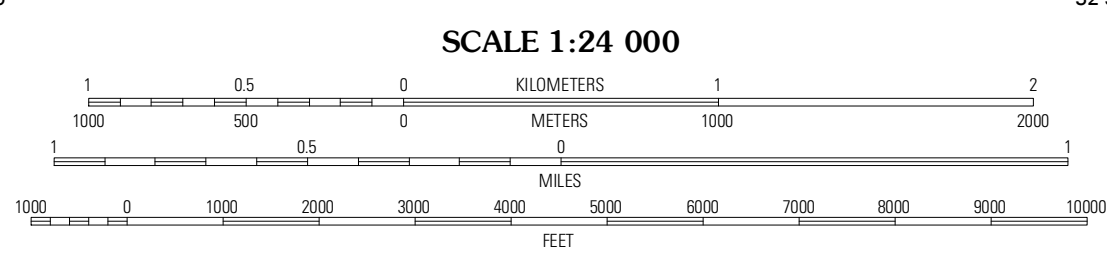 SCALE 1:24 000
1 0.5 0 KILOMETERS 1 2
1000 500 0 METERS 1000 2000
1 0.5 0 1
MILES
1000 0 1000 2000 3000 4000 5000 6000 7000 8000 9000 10000
FEET